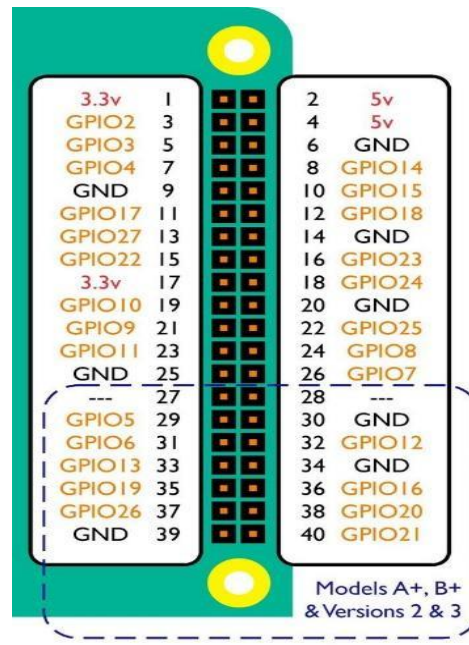 3.3v 1 2 5v
GPIO2 3 4 5v
GPIO3 5 6 GND
GPIO4 7 8 GPIO14
GND 9 10 GPIO15
GPIO17 11 12 GPIO18
GPIO27 13 14 GND
GPIO22 15 16 GPIO23
3.3v 17 18 GPIO24
GPIO10 19 20 GND
GPIO9 21 22 GPIO25
GPIO11 23 24 GPIO8
GND 25 26 GPIO7
--- 27 28 ---
GPIO5 29 30 GND
GPIO6 31 32 GPIO12
GPIO13 33 34 GND
GPIO19 35 36 GPIO16
GPIO26 37 38 GPIO20
GND 39 40 GPIO21
Models A+, B+
& Versions 2 & 3